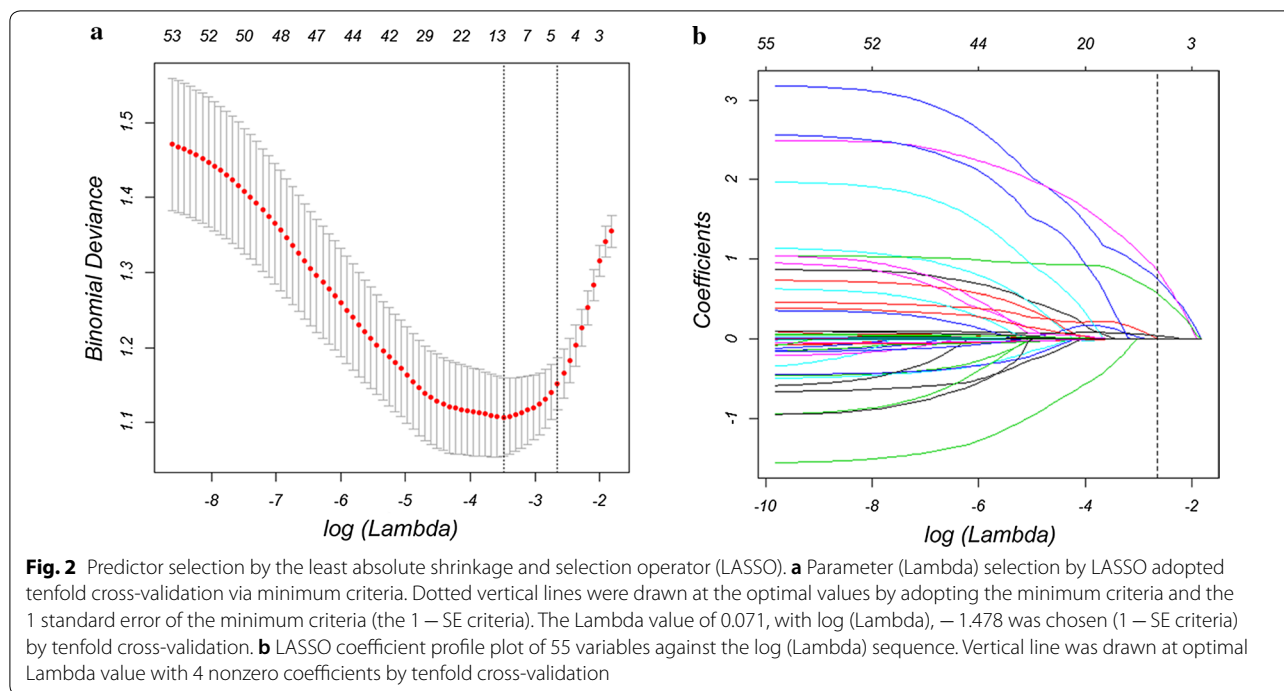 a
53 52 50 48 47 44 42 29 22 13 7 5 4 3
Binomial Deviance
1.5
1.4
1.3
1.2
1.1
-8 -7 -6 -5 -4 -3 -2
log (Lambda)
b
55 52 44 20 3
Coefficients
3
2
1
0
-1
-10 -8 -6 -4 -2
log (Lambda)
Fig. 2 Predictor selection by the least absolute shrinkage and selection operator (LASSO). a Parameter (Lambda) selection by LASSO adopted
tenfold cross-validation via minimum criteria. Dotted vertical lines were drawn at the optimal values by adopting the minimum criteria and the
1 standard error of the minimum criteria (the 1 − SE criteria). The Lambda value of 0.071, with log (Lambda), − 1.478 was chosen (1 − SE criteria)
by tenfold cross-validation. b LASSO coefficient profile plot of 55 variables against the log (Lambda) sequence. Vertical line was drawn at optimal
Lambda value with 4 nonzero coefficients by tenfold cross-validation